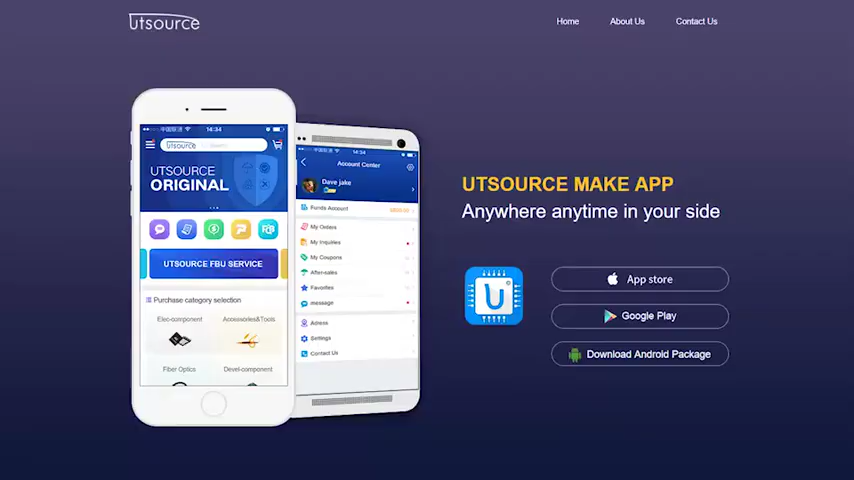 Utsource
Home
About Us
Contact Us
14:34
utsource
UTSOURCE
ORIGINAL
UTSOURCE FBU SERVICE
Purchase category selection
Elec-component
Accessories&Tools
Fiber Optics
Devel-component
14:34
Account Center
Dave jake
Funds Account
My Orders
My Inquiries
My Coupons
After-sales
Favorites
message
Adress
Settings
Contact Us
UTSOURCE MAKE APP
Anywhere anytime in your side
U
App store
Google Play
Download Android Package